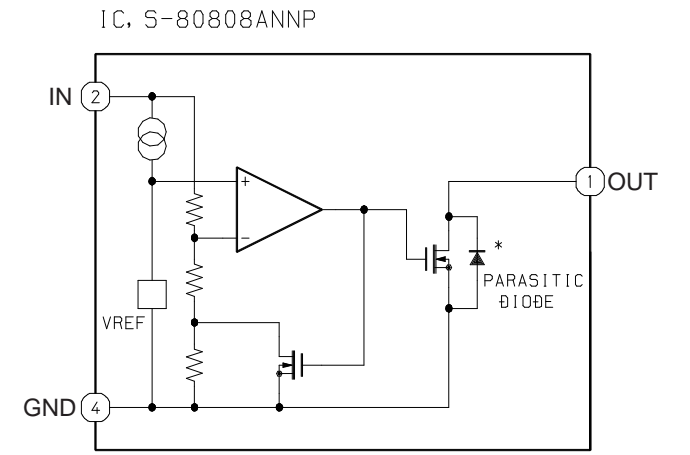 IC, S-80808ANNP
IN 2
+
1 OUT
−
*
PARASITIC
DIODE
VREF
GND 4